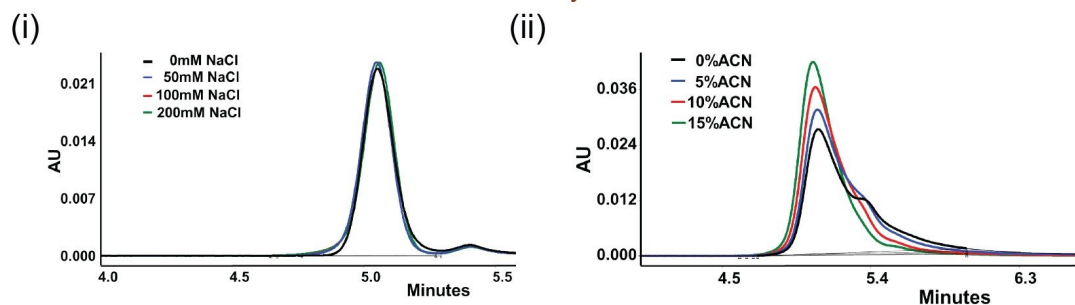 (i)
0mM NaCl
50mM NaCl
100mM NaCl
200mM NaCl
0.021
0.014
0.007
0.000
AU
4.0 4.5 5.0 5.5
Minutes
(ii)
0%ACN
5%ACN
10%ACN
15%ACN
0.036
0.024
0.012
0.000
AU
4.5 5.4 6.3
Minutes